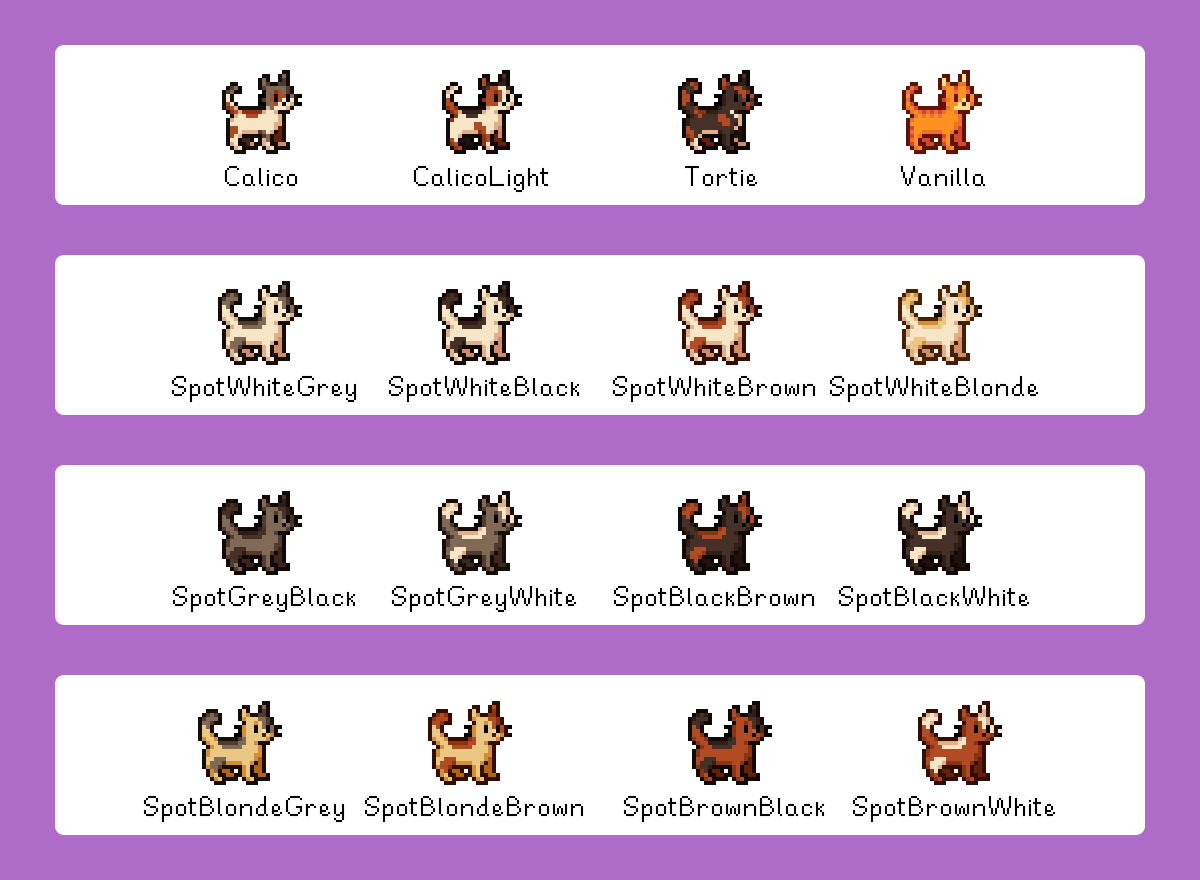 Calico CalicoLight Tortie Vanilla
SpotWhiteGrey SpotWhiteBlack SpotWhiteBrown SpotWhiteBlonde
SpotGreyBlack SpotGreyWhite SpotBlackBrown SpotBlackWhite
SpotBlondeGrey SpotBlondeBrown SpotBrownBlack SpotBrownWhite